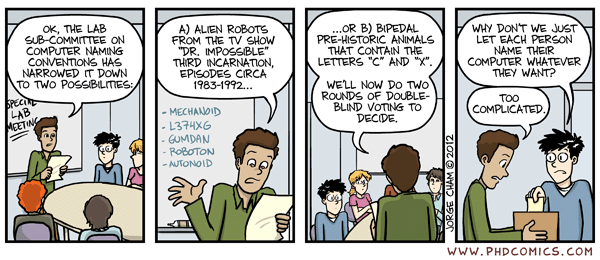 OK, THE LAB
SUB-COMMITTEE ON
COMPUTER NAMING
CONVENTIONS HAS
NARROWED IT DOWN
TO TWO POSSIBILITIES:
SPECIAL
LAB
MEETING
A) ALIEN ROBOTS
FROM THE TV SHOW
"DR. IMPOSSIBLE"
THIRD INCARNATION,
EPISODES CIRCA
1983-1992...
- MECHANOID
- L374XG
- GUMDAN
- ROBOTON
- AUTONOID
...OR B) BIPEDAL
PRE-HISTORIC ANIMALS
THAT CONTAIN THE
LETTERS "C" AND "X".
WE'LL NOW DO TWO
ROUNDS OF DOUBLE-
BLIND VOTING TO
DECIDE.
JORGE CHAM © 2012
WHY DON'T WE JUST
LET EACH PERSON
NAME THEIR
COMPUTER WHATEVER
THEY WANT?
TOO
COMPLICATED.
WWW.PHDCOMICS.COM